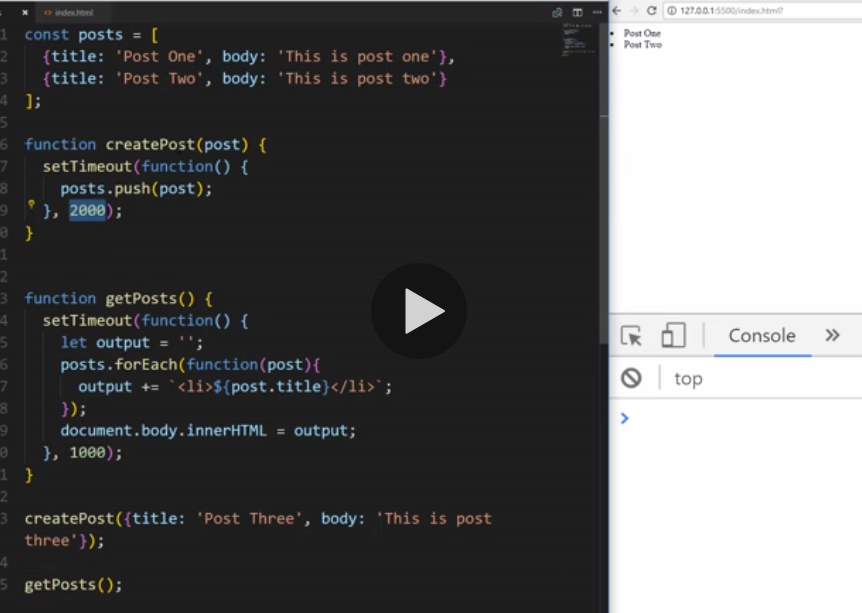 index.html
const posts = [
{title: 'Post One', body: 'This is post one'},
{title: 'Post Two', body: 'This is post two'}
];
function createPost(post) {
setTimeout(function() {
posts.push(post);
}, 2000);
}
function getPosts() {
setTimeout(function() {
let output = '';
posts.forEach(function(post){
output += `<li>${post.title}</li>`;
});
document.body.innerHTML = output;
}, 1000);
}
createPost({title: 'Post Three', body: 'This is post
three'});
getPosts();
127.0.0.1:5500/index.html?
Post One
Post Two
Console
top